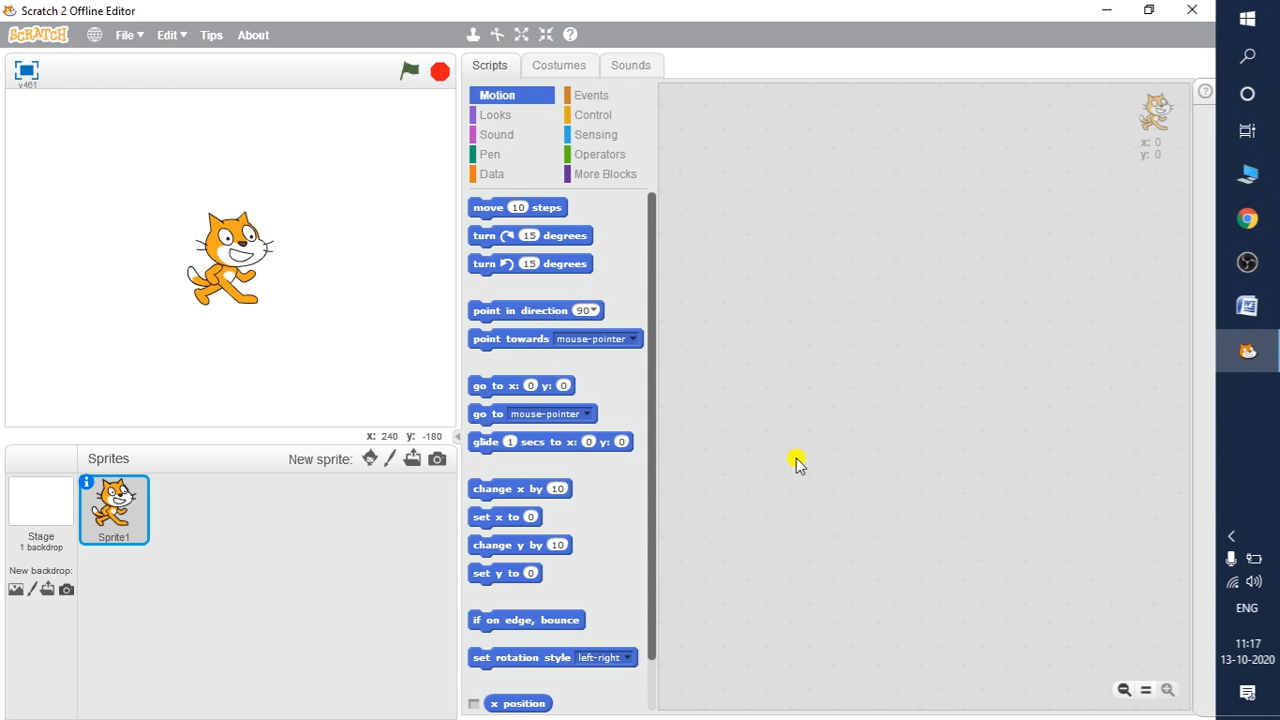 Scratch 2 Offline Editor
SCRATCH File Edit Tips About
v461
Scripts Costumes Sounds
Motion Events
Looks Control
Sound Sensing
Pen Operators
Data More Blocks
x: 0
y: 0
move 10 steps
turn 15 degrees
turn 15 degrees
point in direction 90
point towards mouse-pointer
go to x: 0 y: 0
go to mouse-pointer
glide 1 secs to x: 0 y: 0
change x by 10
set x to 0
change y by 10
set y to 0
if on edge, bounce
set rotation style left-right
x position
x: 240 y: -180
Sprites New sprite:
Stage
1 backdrop
Sprite1
New backdrop:
ENG
11:17
13-10-2020